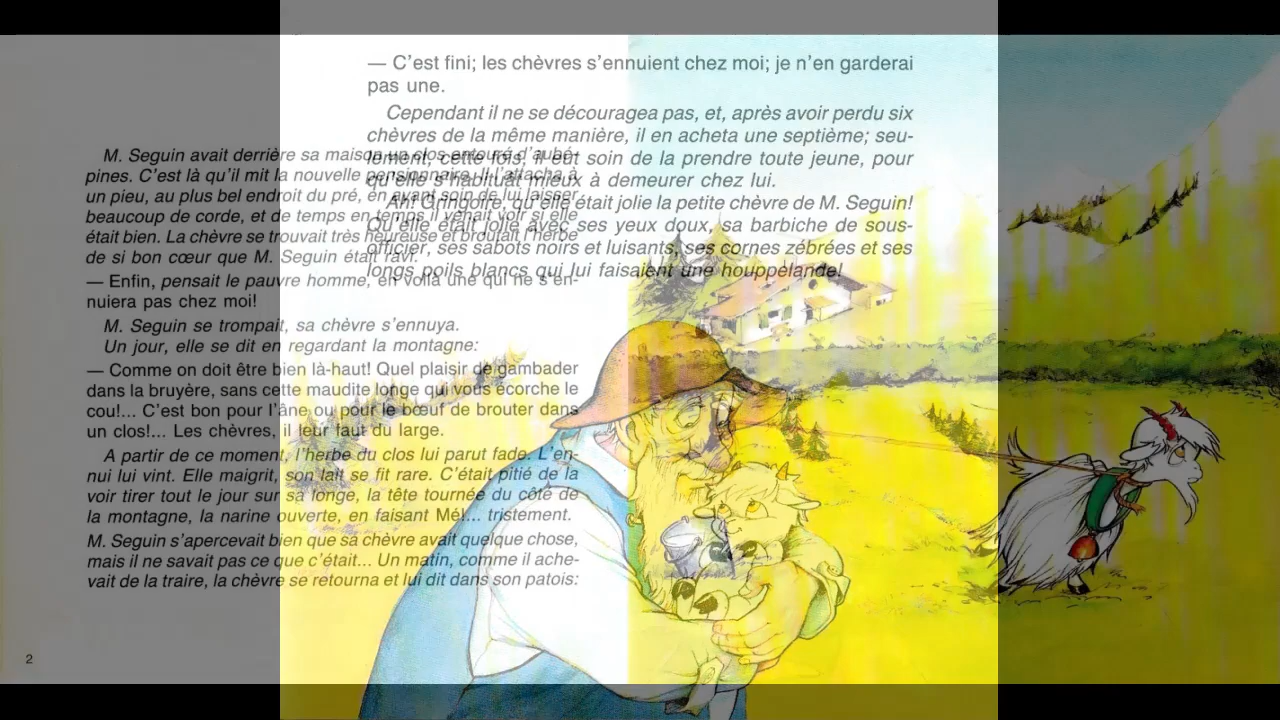 — C'est fini; les chèvres s'ennuient chez moi; je n'en garderai
pas une.
Cependant il ne se découragea pas, et, après avoir perdu six
chèvres de la même manière, il en acheta une septième; seu-
lement, cette fois, il eut soin de la prendre toute jeune, pour
qu'elle s'habituât mieux à demeurer chez lui.
Ah! Gringoire, qu'elle était jolie la petite chèvre de M. Seguin!
Qu'elle était jolie avec ses yeux doux, sa barbiche de sous-
officier, ses sabots noirs et luisants, ses cornes zébrées et ses
longs poils blancs qui lui faisaient une houppelande!
M. Seguin avait derrière sa maison un clos entouré d'aubé-
pines. C'est là qu'il mit la nouvelle pensionnaire. Il l'attacha à
un pieu, au plus bel endroit du pré, en ayant soin de lui laisser
beaucoup de corde, et de temps en temps il venait voir si elle
était bien. La chèvre se trouvait très heureuse et broutait l'herbe
de si bon cœur que M. Seguin était ravi.
— Enfin, pensait le pauvre homme, en voilà une qui ne s'en-
nuiera pas chez moi!
M. Seguin se trompait, sa chèvre s'ennuya.
Un jour, elle se dit en regardant la montagne:
— Comme on doit être bien là-haut! Quel plaisir de gambader
dans la bruyère, sans cette maudite longe qui vous écorche le
cou!... C'est bon pour l'âne ou pour le bœuf de brouter dans
un clos!... Les chèvres, il leur faut du large.
A partir de ce moment, l'herbe du clos lui parut fade. L'en-
nui lui vint. Elle maigrit, son lait se fit rare. C'était pitié de la
voir tirer tout le jour sur sa longe, la tête tournée du côté de
la montagne, la narine ouverte, en faisant Mé!... tristement.
M. Seguin s'apercevait bien que sa chèvre avait quelque chose,
mais il ne savait pas ce que c'était... Un matin, comme il ache-
vait de la traire, la chèvre se retourna et lui dit dans son patois:
2